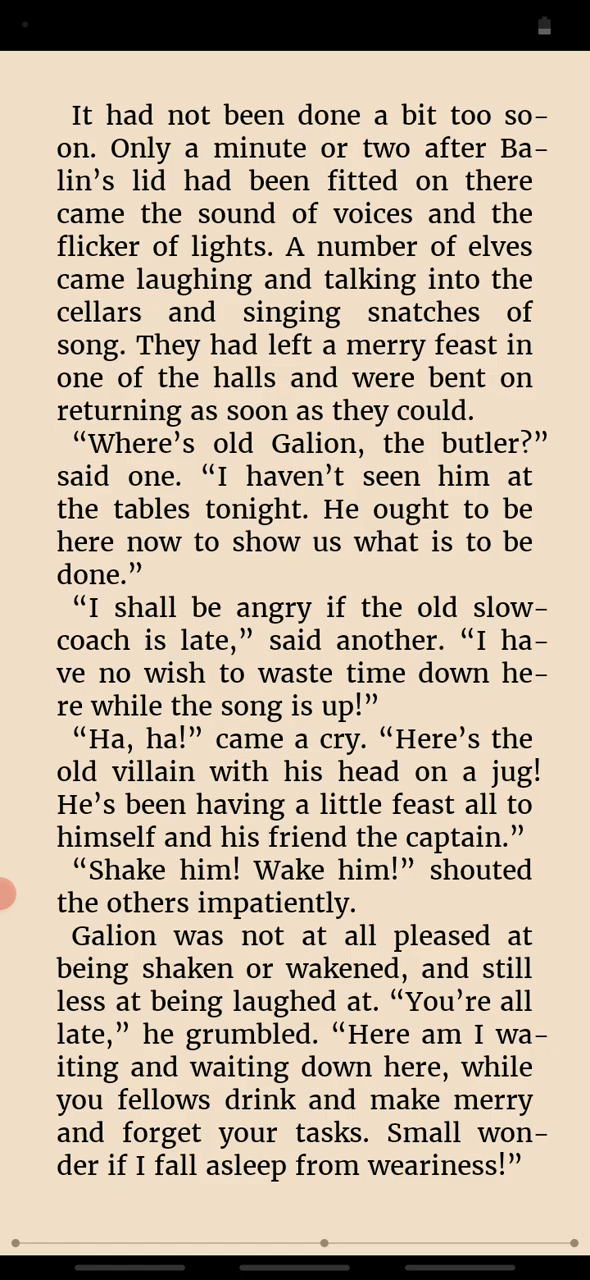 It had not been done a bit too so-
on. Only a minute or two after Ba-
lin’s lid had been fitted on there
came the sound of voices and the
flicker of lights. A number of elves
came laughing and talking into the
cellars and singing snatches of
song. They had left a merry feast in
one of the halls and were bent on
returning as soon as they could.
“Where’s old Galion, the butler?”
said one. “I haven’t seen him at
the tables tonight. He ought to be
here now to show us what is to be
done.”
“I shall be angry if the old slow-
coach is late,” said another. “I ha-
ve no wish to waste time down he-
re while the song is up!”
“Ha, ha!” came a cry. “Here’s the
old villain with his head on a jug!
He’s been having a little feast all to
himself and his friend the captain.”
“Shake him! Wake him!” shouted
the others impatiently.
Galion was not at all pleased at
being shaken or wakened, and still
less at being laughed at. “You’re all
late,” he grumbled. “Here am I wa-
iting and waiting down here, while
you fellows drink and make merry
and forget your tasks. Small won-
der if I fall asleep from weariness!”